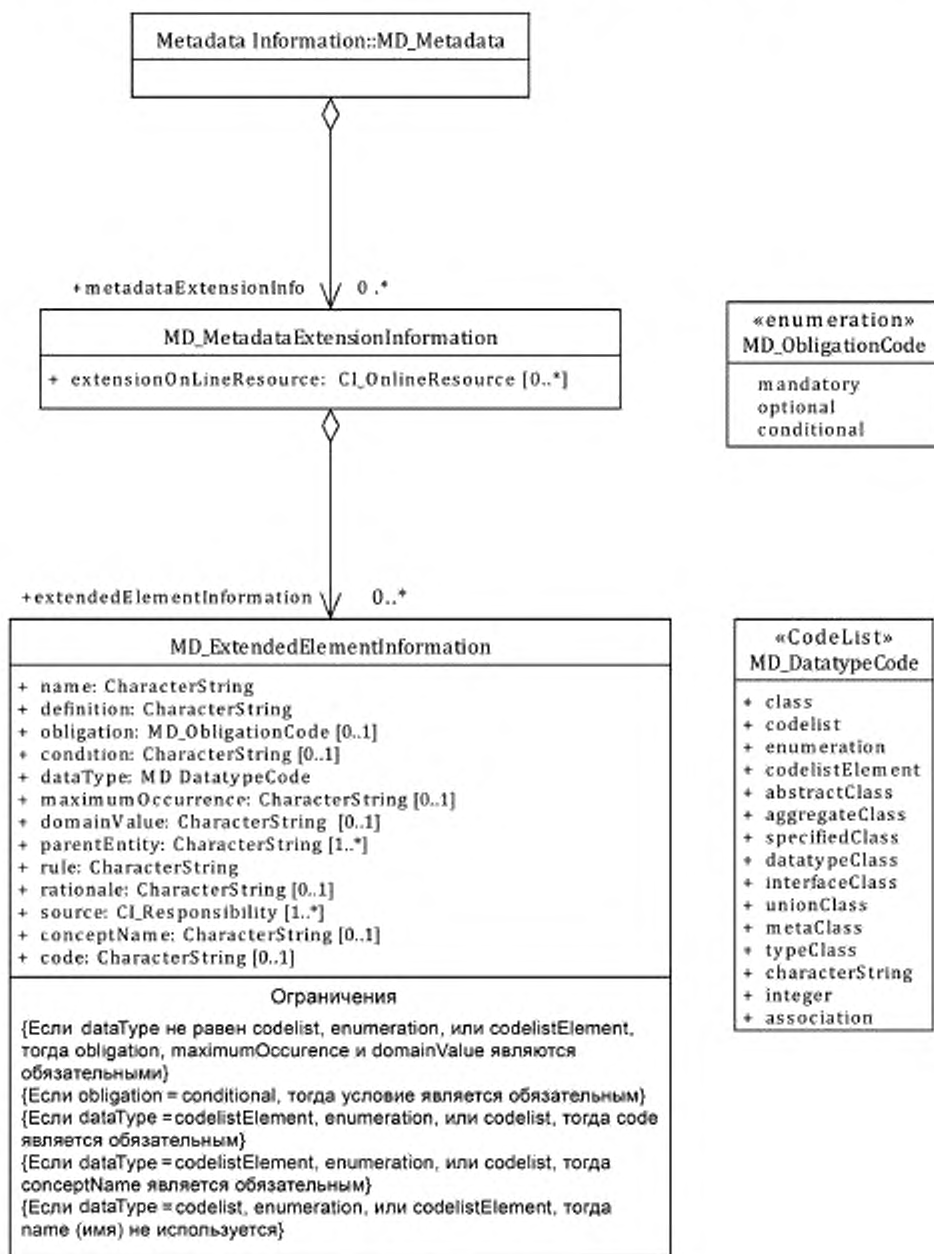 Metadata Information::MD_Metadata
+metadataExtensionInfo 0.*
MD_MetadataExtensionInformation
+ extensionOnLineResource: CI_OnlineResource [0..*]
«enumeration»
MD_ObligationCode
mandatory
optional
conditional
+extendedElementInformation 0..*
MD_ExtendedElementInformation
+ name: CharacterString
+ definition: CharacterString
+ obligation: MD_ObligationCode [0..1]
+ condition: CharacterString [0..1]
+ dataType: MD DatatypeCode
+ maximumOccurrence: CharacterString [0..1]
+ domainValue: CharacterString [0..1]
+ parentEntity: CharacterString [1..*]
+ rule: CharacterString
+ rationale: CharacterString [0..1]
+ source: CI_Responsibility [1..*]
+ conceptName: CharacterString [0..1]
+ code: CharacterString [0..1]
Ограничения
{Если dataType не равен codelist, enumeration, или codelistElement,
тогда obligation, maximumOccurence и domainValue являются
обязательными}
{Если obligation = conditional, тогда условие является обязательным}
{Если dataType =codelistElement, enumeration, или codelist, тогда code
является обязательным}
{Если dataType =codelistElement, enumeration, или codelist, тогда
conceptName является обязательным}
{Если dataType =codelist, enumeration, или codelistElement, тогда
name (имя) не используется}
«CodeList»
MD_DatatypeCode
+ class
+ codelist
+ enumeration
+ codelistElement
+ abstractClass
+ aggregateClass
+ specifiedClass
+ datatypeClass
+ interfaceClass
+ unionClass
+ metaClass
+ typeClass
+ characterString
+ integer
+ association